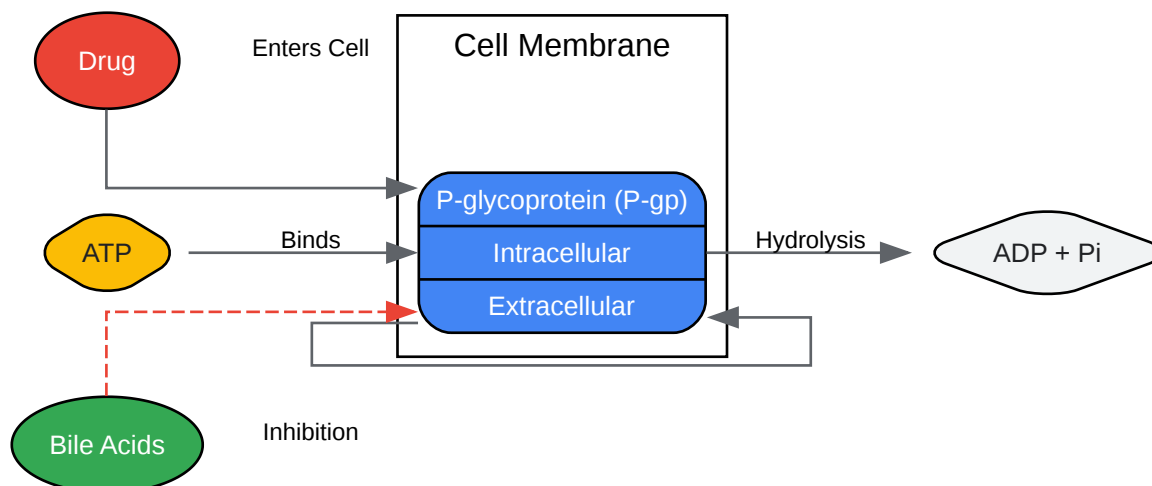 Drug
Enters Cell
Cell Membrane
P-glycoprotein (P-gp)
ATP
Binds
Intracellular
Hydrolysis
ADP + Pi
Extracellular
Bile Acids
Inhibition